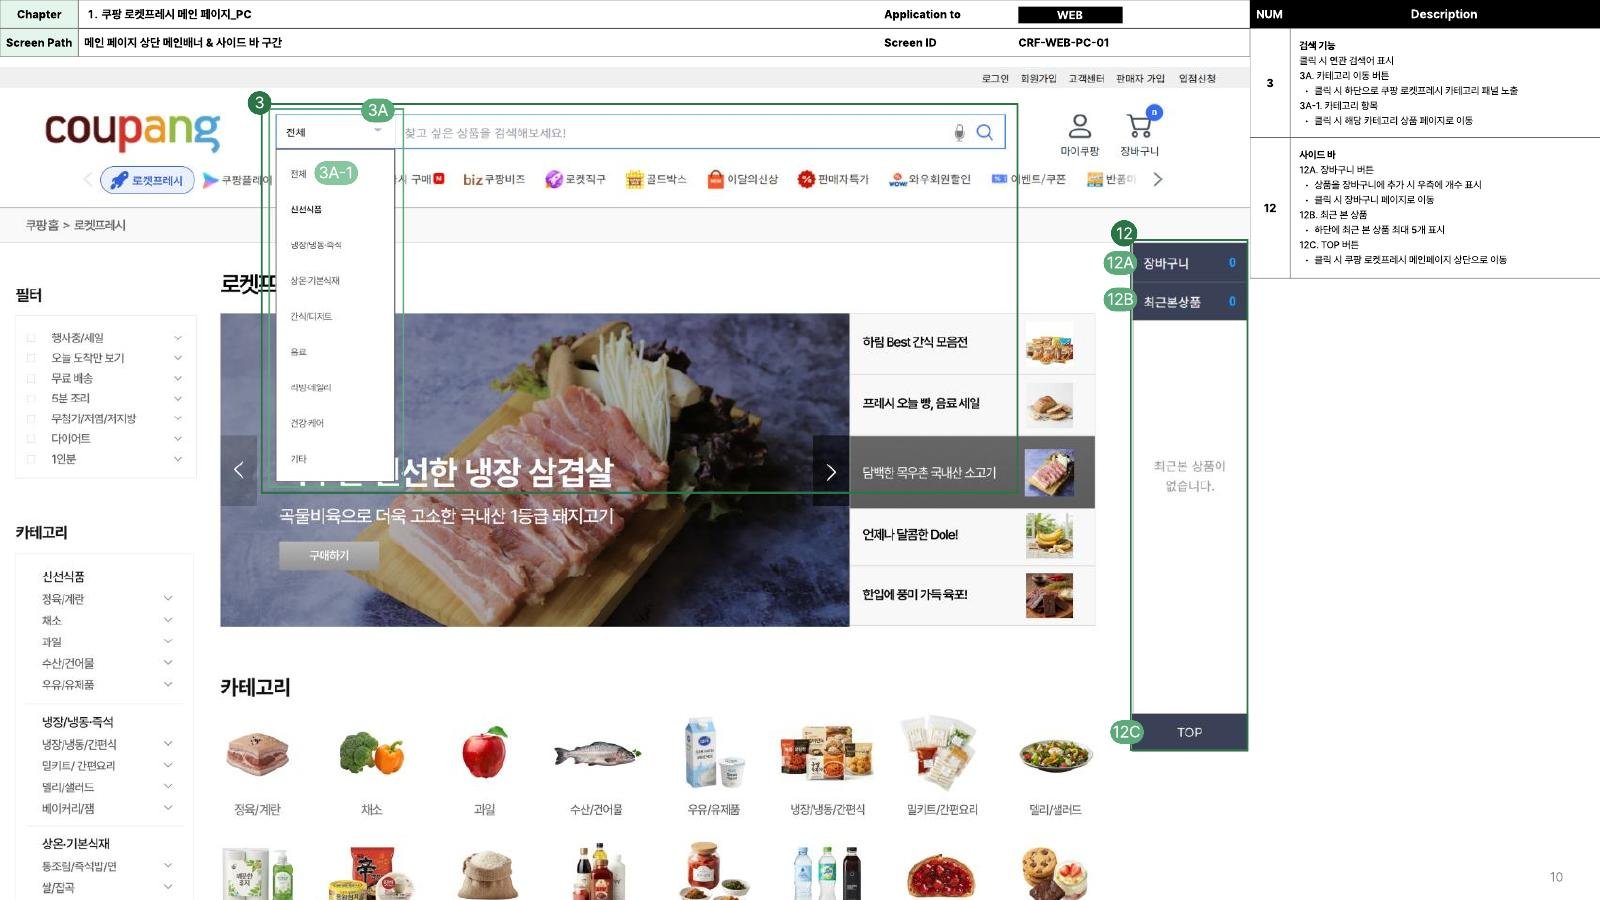 Chapter
1. 쿠팡 로켓프레시 메인 페이지_PC
Application to
WEB
NUM
Description
Screen Path
메인 페이지 상단 메인배너 & 사이드 바 구간
Screen ID
CRF-WEB-PC-01
3
검색 기능
클릭 시 연관 검색어 표시
3A. 카테고리 이동 버튼
• 클릭 시 하단으로 쿠팡 로켓프레시 카테고리 패널 노출
3A-1. 카테고리 항목
• 클릭 시 해당 카테고리 상품 페이지로 이동
12
사이드 바
12A. 장바구니 버튼
• 상품을 장바구니에 추가 시 우측에 개수 표시
• 클릭 시 장바구니 페이지로 이동
12B. 최근 본 상품
• 하단에 최근 본 상품 최대 5개 표시
12C. TOP 버튼
• 클릭 시 쿠팡 로켓프레시 메인페이지 상단으로 이동
로그인 회원가입 고객센터 판매자 가입 입점신청
3
3A
coupang
전체
찾고 싶은 상품을 검색해보세요!
마이쿠팡
0
장바구니
로켓프레시
쿠팡플레이
구매
biz 쿠팡비즈
로켓직구
골드박스
이달의신상
판매자특가
와우회원할인
이벤트/쿠폰
쿠팡홈 > 로켓프레시
전체
3A-1
신선식품
냉장/냉동·즉석
상온·기본식재
간식/디저트
음료
리빙·데일리
건강·케어
기타
12
12A
장바구니 0
12B
최근본상품 0
최근본 상품이
없습니다.
12C
TOP
필터
행사중/세일
오늘 도착만 보기
무료 배송
5분 조리
무첨가/저염/저지방
다이어트
1인분
신선한 냉장 삼겹살
곡물비육으로 더욱 고소한 국내산 1등급 돼지고기
구매하기
하림 Best 간식 모음전
프레시 오늘 빵, 음료 세일
담백한 목우촌 국내산 소고기
언제나 달콤한 Dole!
한입에 풍미 가득 육포!
카테고리
신선식품
정육/계란
채소
과일
수산/건어물
우유/유제품
냉장/냉동·즉석
냉장/냉동/간편식
밀키트/ 간편요리
델리/샐러드
베이커리/잼
상온·기본식재
통조림/즉석밥/면
쌀/잡곡
카테고리
정육/계란
채소
과일
수산/건어물
우유/유제품
냉장/냉동/간편식
밀키트/간편요리
델리/샐러드
10